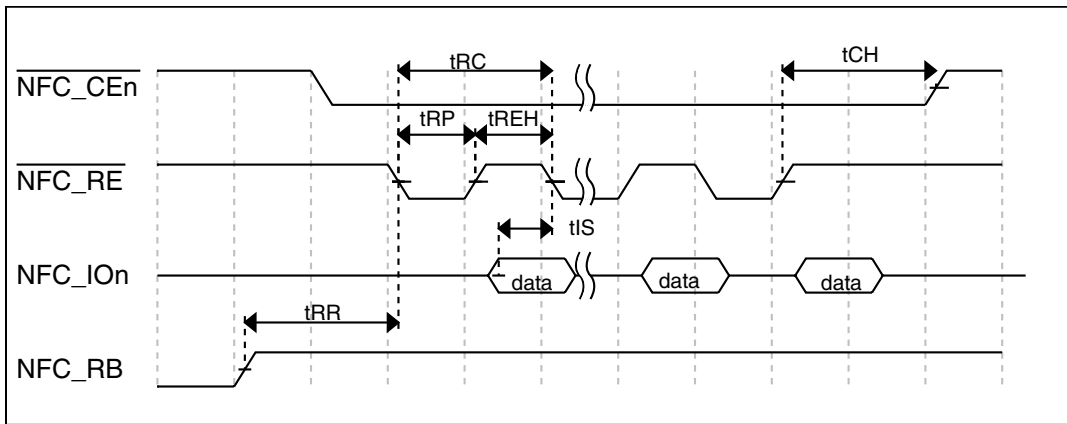 tRC
tCH
NFC_CEn
tRP
tREH
NFC_RE
tIS
NFC_IOn
data
data
data
tRR
NFC_RB